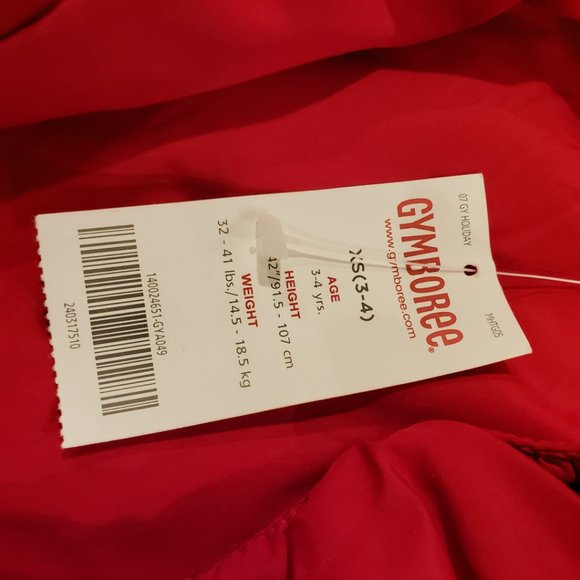 07 GY HOLIDAY
MHTG05
GYMBOREE®
www.gymboree.com
XS(3-4)
AGE
3-4 yrs.
HEIGHT
42"/91.5 - 107 cm
WEIGHT
32 - 41 lbs./14.5 - 18.5 kg
140024651-GYA049
240317510